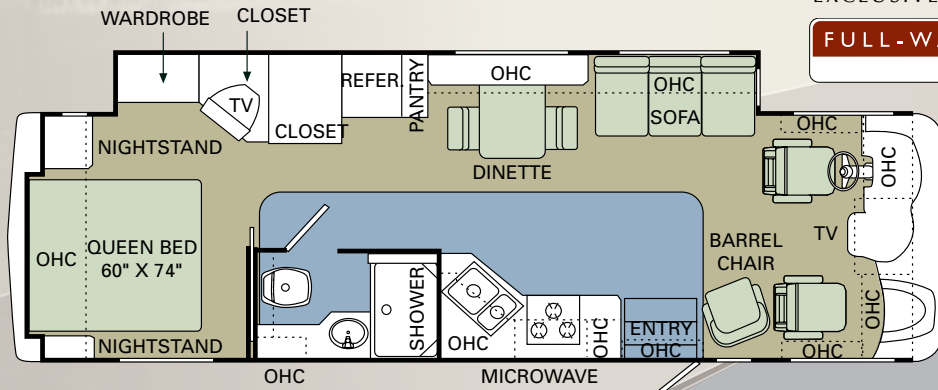 EXCLUSIVE
FULL-WA
WARDROBE
CLOSET
TV
CLOSET
REFER.
PANTRY
OHC
DINETTE
OHC
SOFA
OHC
OHC
TV
BARREL
CHAIR
OHC
OHC
NIGHTSTAND
OHC
QUEEN BED
60" X 74"
NIGHTSTAND
SHOWER
OHC
OHC
OHC
MICROWAVE
ENTRY
OHC